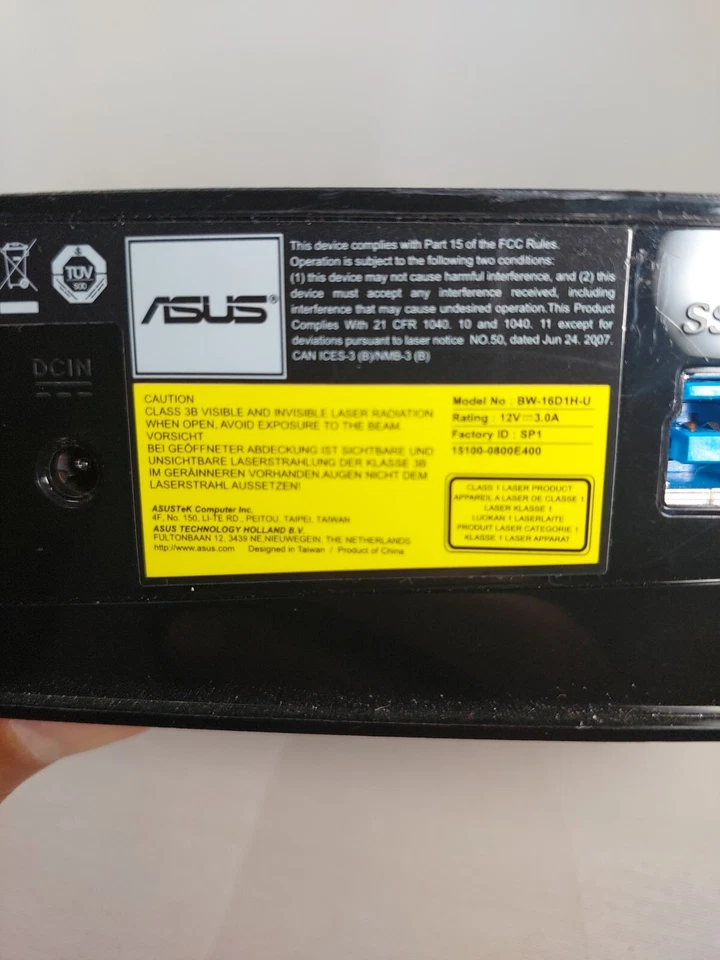 TÜV
SÜD
DC IN
ASUS®
This device complies with Part 15 of the FCC Rules.
Operation is subject to the following two conditions:
(1) this device may not cause harmful interference, and (2) this
device must accept any interference received, including
interference that may cause undesired operation.This Product
Complies With 21 CFR 1040. 10 and 1040. 11 except for
deviations pursuant to laser notice NO.50, dated Jun 24. 2007.
CAN ICES-3 (B)/NMB-3 (B)
SS
CAUTION
CLASS 3B VISIBLE AND INVISIBLE LASER RADIATION
WHEN OPEN, AVOID EXPOSURE TO THE BEAM.
VORSICHT
BEI GEÖFFNETER ABDECKUNG IST SICHTBARE UND
UNSICHTBARE LASERSTRAHLUNG DER KLASSE 3B
IM GERÄINNEREN VORHANDEN.AUGEN NICHT DEM
LASERSTRAHL AUSSETZEN!
ASUSTeK Computer Inc.
4F, No. 150, LI-TE RD., PEITOU, TAIPEI, TAIWAN
ASUS TECHNOLOGY HOLLAND B.V.
FULTONBAAN 12, 3439 NE,NIEUWEGEIN. THE NETHERLANDS
http://www.asus.com Designed in Taiwan / Product of China
Model No : BW-16D1H-U
Rating : 12V⎓3.0A
Factory ID : SP1
15100-0800E400
CLASS 1 LASER PRODUCT
APPAREIL A LASER DE CLASSE 1
LASER KLASSE 1
LUOKAN 1 LASERLAITE
PRODUIT LASER CATEGORIE 1
KLASSE 1 LASER APPARAT